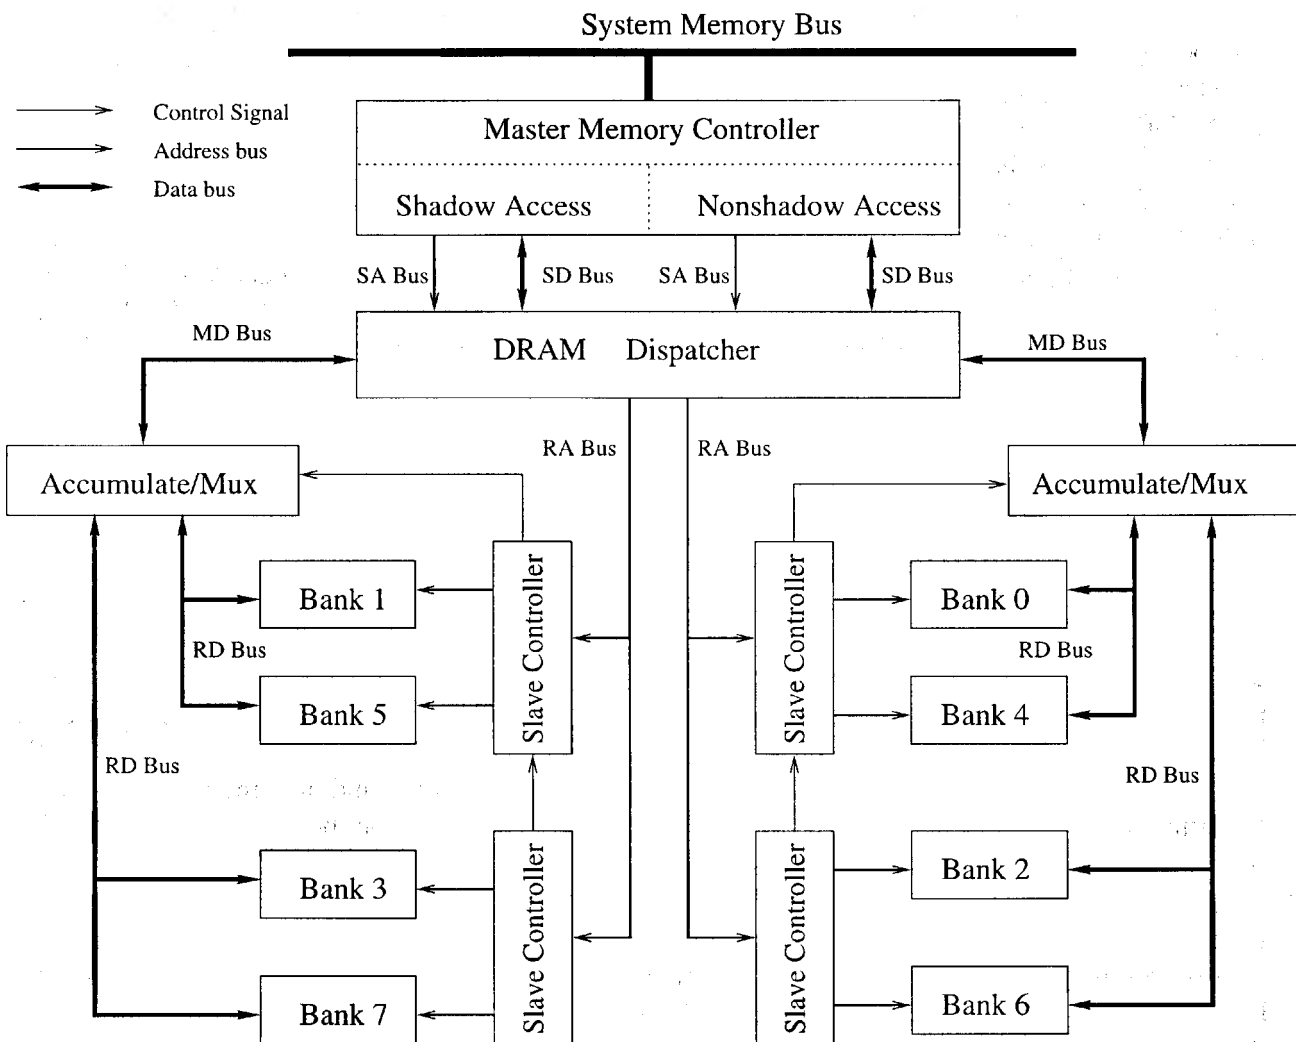 System Memory Bus
Control Signal
Address bus
Data bus
Master Memory Controller
Shadow Access
Nonshadow Access
SA Bus
SD Bus
SA Bus
SD Bus
MD Bus
DRAM Dispatcher
MD Bus
RA Bus
RA Bus
Accumulate/Mux
Accumulate/Mux
Bank 1
Slave Controller
Slave Controller
Bank 0
RD Bus
RD Bus
Bank 5
Bank 4
RD Bus
RD Bus
Bank 3
Slave Controller
Slave Controller
Bank 2
Bank 7
Bank 6